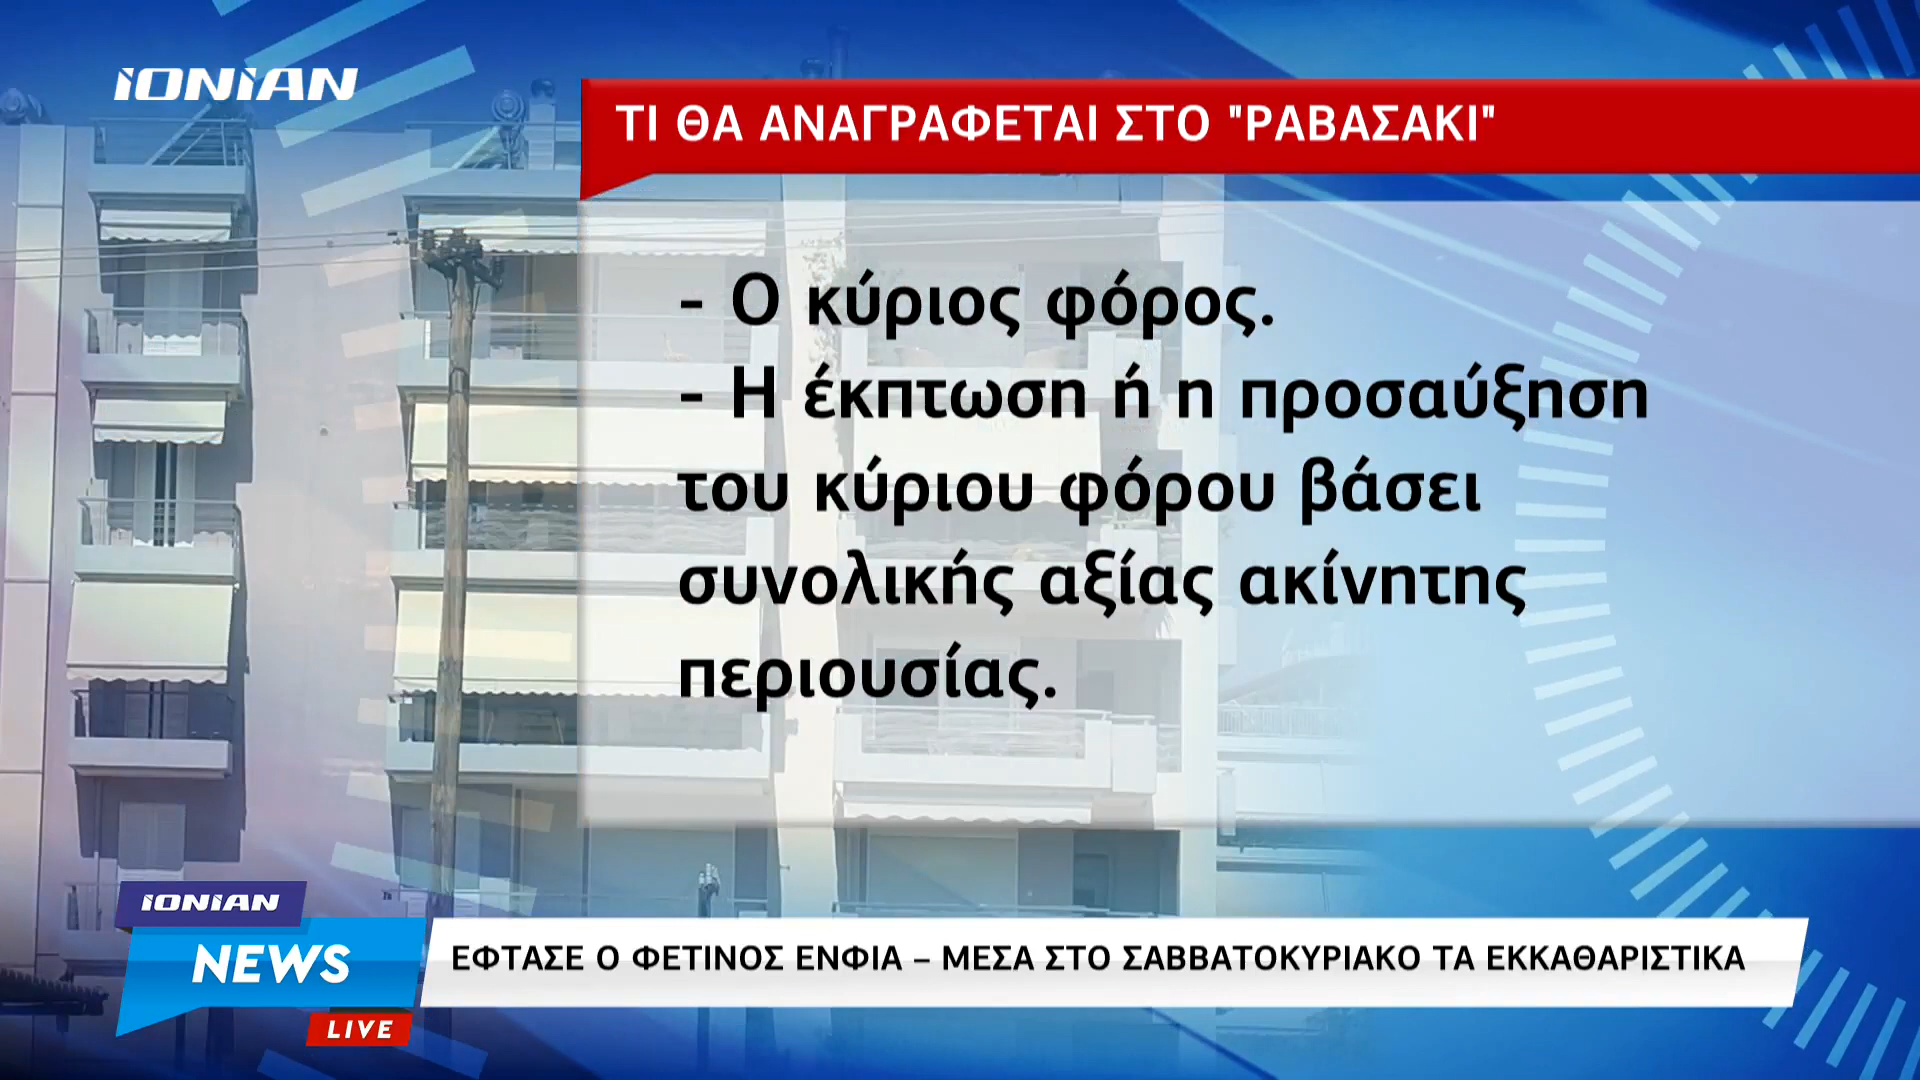 IONIAN
ΤΙ ΘΑ ΑΝΑΓΡΑΦΕΤΑΙ ΣΤΟ "ΡΑΒΑΣΑΚΙ"
- Ο κύριος φόρος.
- Η έκπτωση ή η προσαύξηση
του κύριου φόρου βάσει
συνολικής αξίας ακίνητης
περιουσίας.
IONIAN
NEWS
ΕΦΤΑΣΕ Ο ΦΕΤΙΝΟΣ ΕΝΦΙΑ – ΜΕΣΑ ΣΤΟ ΣΑΒΒΑΤΟΚΥΡΙΑΚΟ ΤΑ ΕΚΚΑΘΑΡΙΣΤΙΚΑ
LIVE